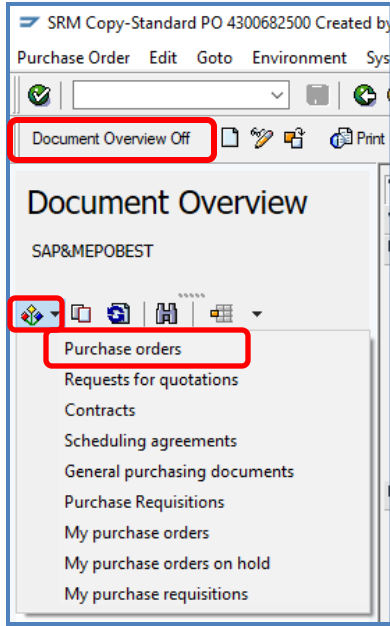 SRM Copy-Standard PO 4300682500 Created by
Purchase Order Edit Goto Environment Sys
Document Overview Off Print
Document Overview
SAP&MEPOBEST
Purchase orders
Requests for quotations
Contracts
Scheduling agreements
General purchasing documents
Purchase Requisitions
My purchase orders
My purchase orders on hold
My purchase requisitions